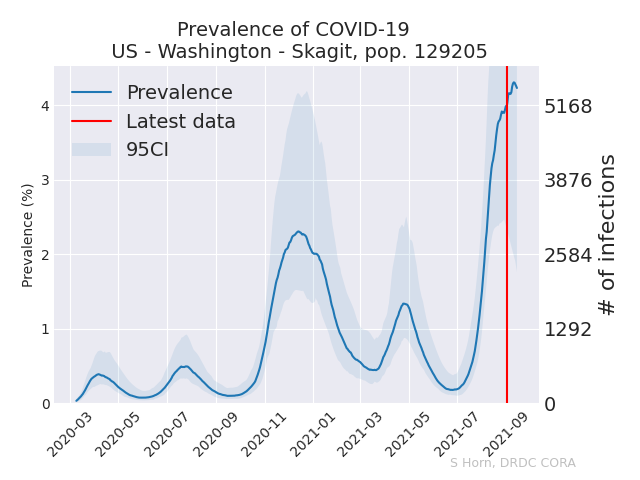 Prevalence of COVID-19
US - Washington - Skagit, pop. 129205
Prevalence
Latest data
95CI
Prevalence (%)
4
3
2
1
0
5168
3876
2584
1292
0
# of infections
2020-03
2020-05
2020-07
2020-09
2020-11
2021-01
2021-03
2021-05
2021-07
2021-09
S Horn, DRDC CORA